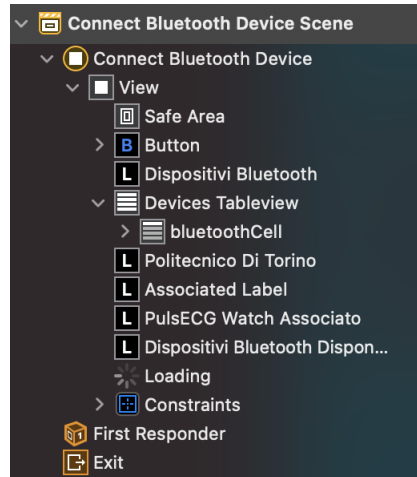 Connect Bluetooth Device Scene
Connect Bluetooth Device
View
Safe Area
B Button
L Dispositivi Bluetooth
Devices Tableview
bluetoothCell
L Politecnico Di Torino
L Associated Label
L PulsECG Watch Associato
L Dispositivi Bluetooth Dispon...
Loading
Constraints
1 First Responder
Exit